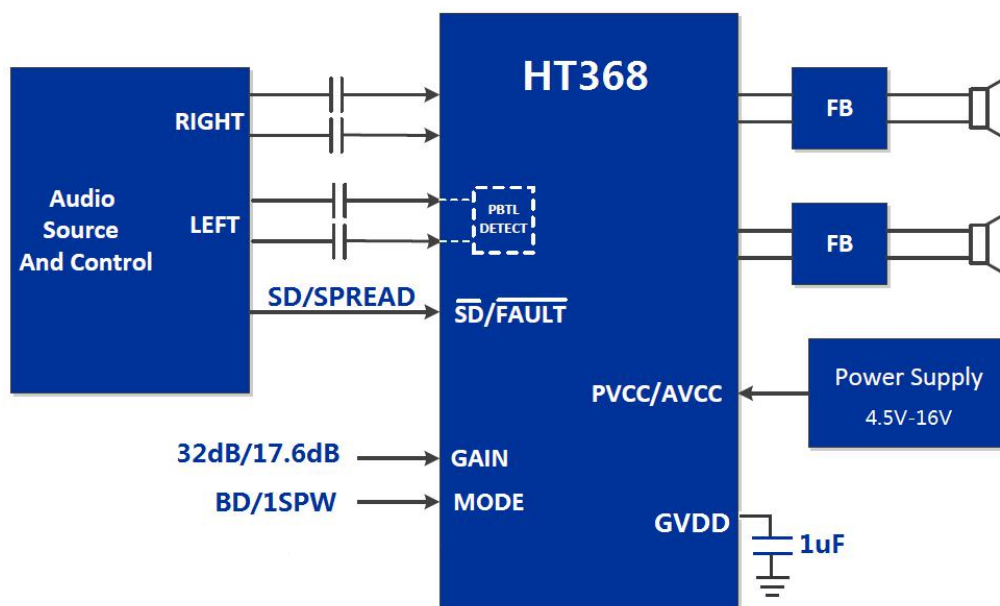 HT368
RIGHT
LEFT
Audio
Source
And Control
PBTL
DETECT
FB
FB
SD/SPREAD
SD/FAULT
Power Supply
4.5V-16V
PVCC/AVCC
32dB/17.6dB
GAIN
BD/1SPW
MODE
GVDD
1uF